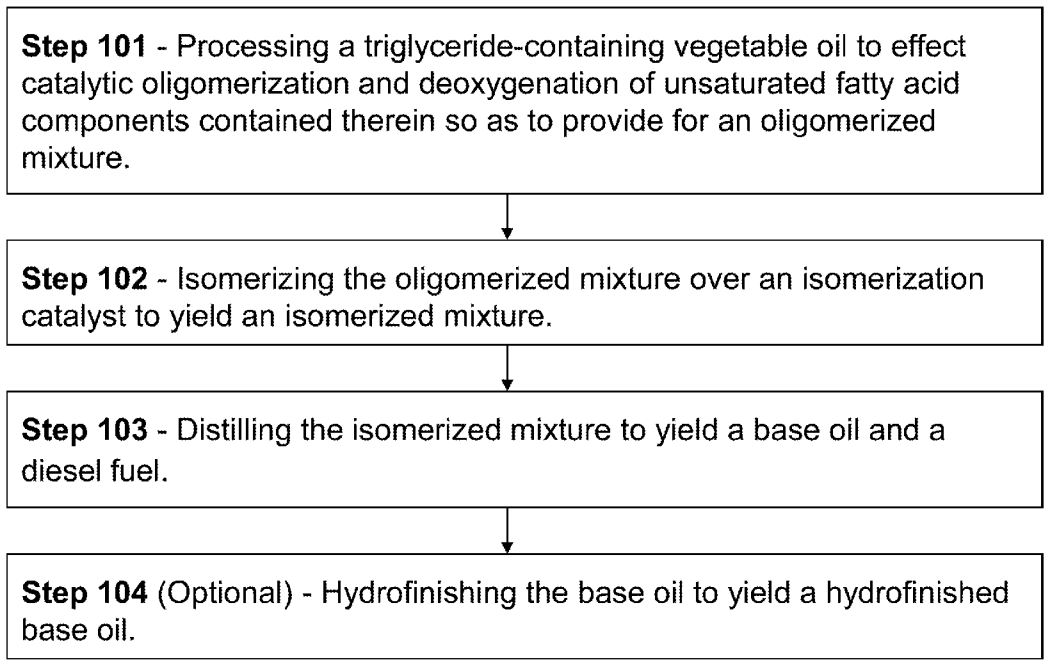 Step 101 - Processing a triglyceride-containing vegetable oil to effect
catalytic oligomerization and deoxygenation of unsaturated fatty acid
components contained therein so as to provide for an oligomerized
mixture.
Step 102 - Isomerizing the oligomerized mixture over an isomerization
catalyst to yield an isomerized mixture.
Step 103 - Distilling the isomerized mixture to yield a base oil and a
diesel fuel.
Step 104 (Optional) - Hydrofinishing the base oil to yield a hydrofinished
base oil.